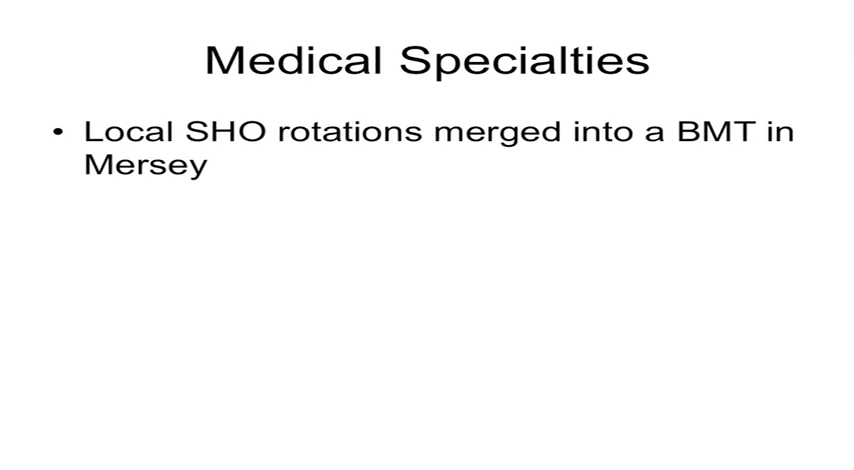 Medical Specialties
• Local SHO rotations merged into a BMT in
Mersey